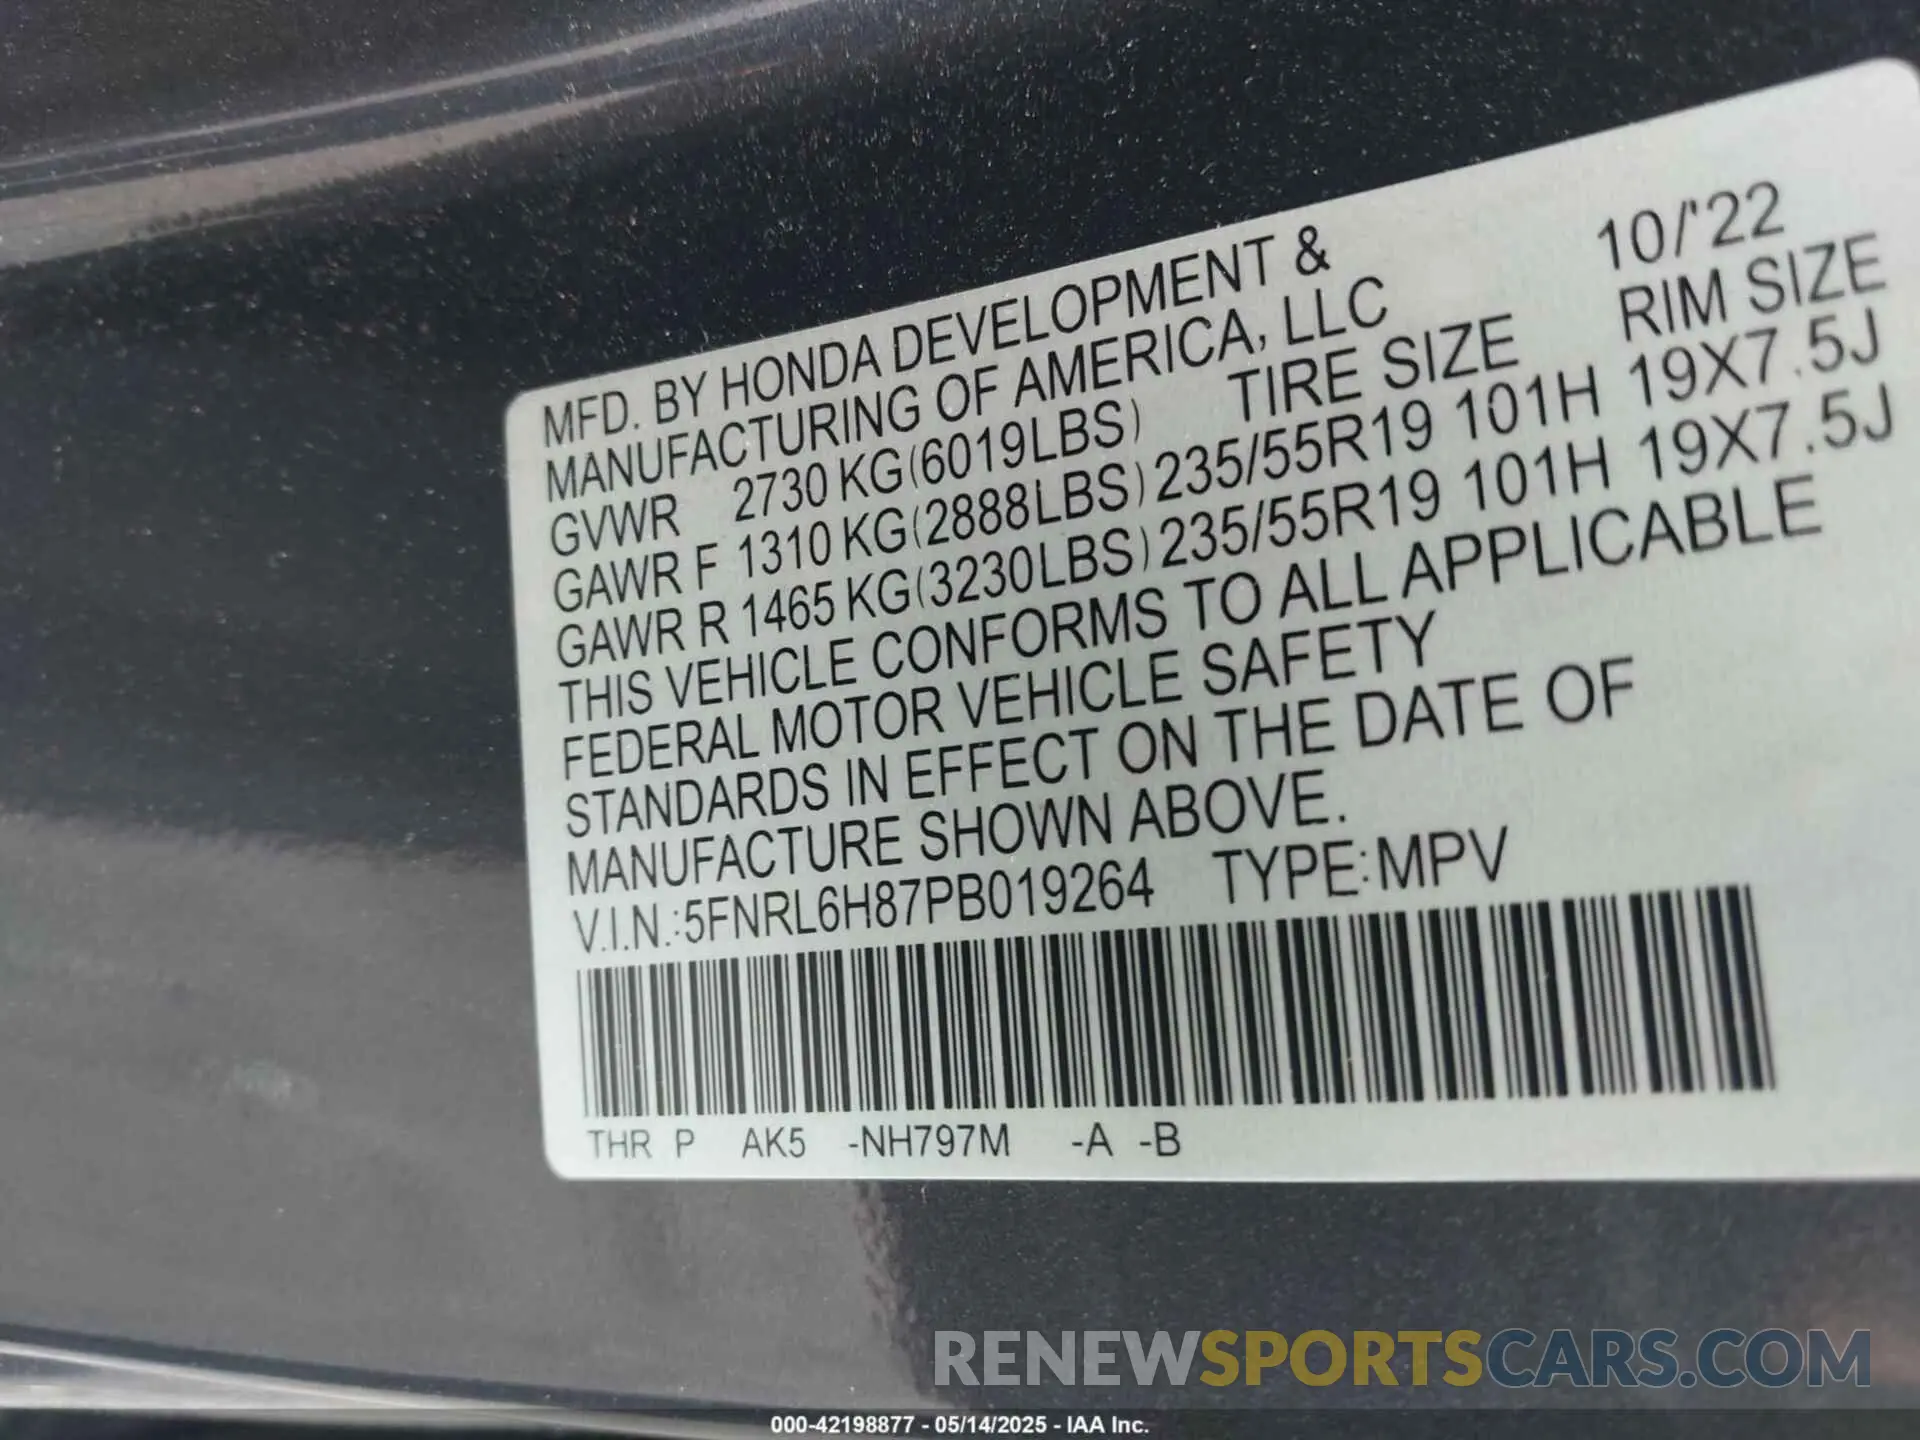 MFD. BY HONDA DEVELOPMENT & 10/'22
MANUFACTURING OF AMERICA, LLC RIM SIZE
GVWR 2730 KG(6019LBS) TIRE SIZE
GAWR F 1310 KG(2888LBS) 235/55R19 101H 19X7.5J
GAWR R 1465 KG(3230LBS) 235/55R19 101H 19X7.5J
THIS VEHICLE CONFORMS TO ALL APPLICABLE
FEDERAL MOTOR VEHICLE SAFETY
STANDARDS IN EFFECT ON THE DATE OF
MANUFACTURE SHOWN ABOVE.
V.I.N.:5FNRL6H87PB019264 TYPE:MPV
THR P AK5 -NH797M -A -B
RENEWSPORTSCARS.COM
000-42198877 - 05/14/2025 - IAA Inc.